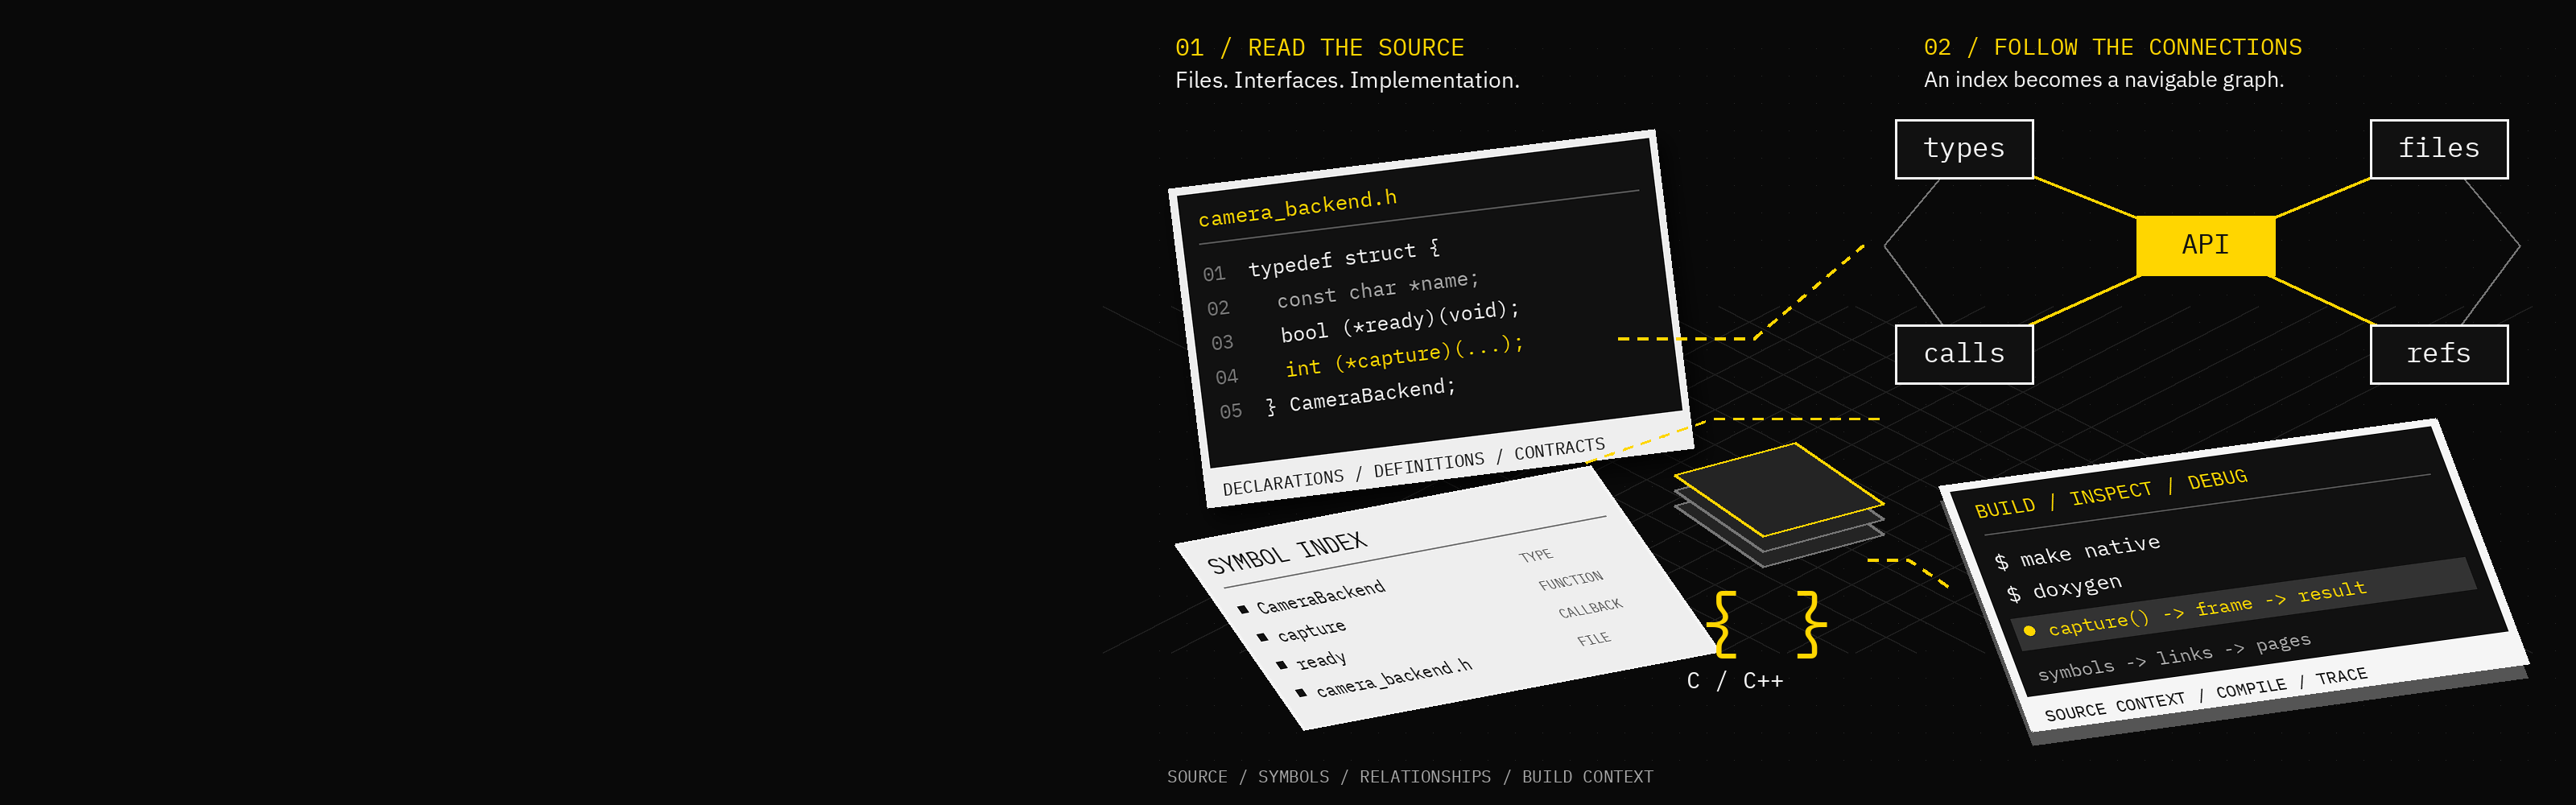 01 / READ THE SOURCE
Files. Interfaces. Implementation.
camera_backend.h
01 typedef struct {
02 const char *name;
03 bool (*ready)(void);
04 int (*capture)(...);
05 } CameraBackend;
DECLARATIONS / DEFINITIONS / CONTRACTS
SYMBOL INDEX
■ CameraBackend TYPE
■ capture FUNCTION
■ ready CALLBACK
■ camera_backend.h FILE
{ }
C / C++
02 / FOLLOW THE CONNECTIONS
An index becomes a navigable graph.
types
files
API
calls
refs
BUILD / INSPECT / DEBUG
$ make native
$ doxygen
● capture() -> frame -> result
symbols -> links -> pages
SOURCE CONTEXT / COMPILE / TRACE
SOURCE / SYMBOLS / RELATIONSHIPS / BUILD CONTEXT